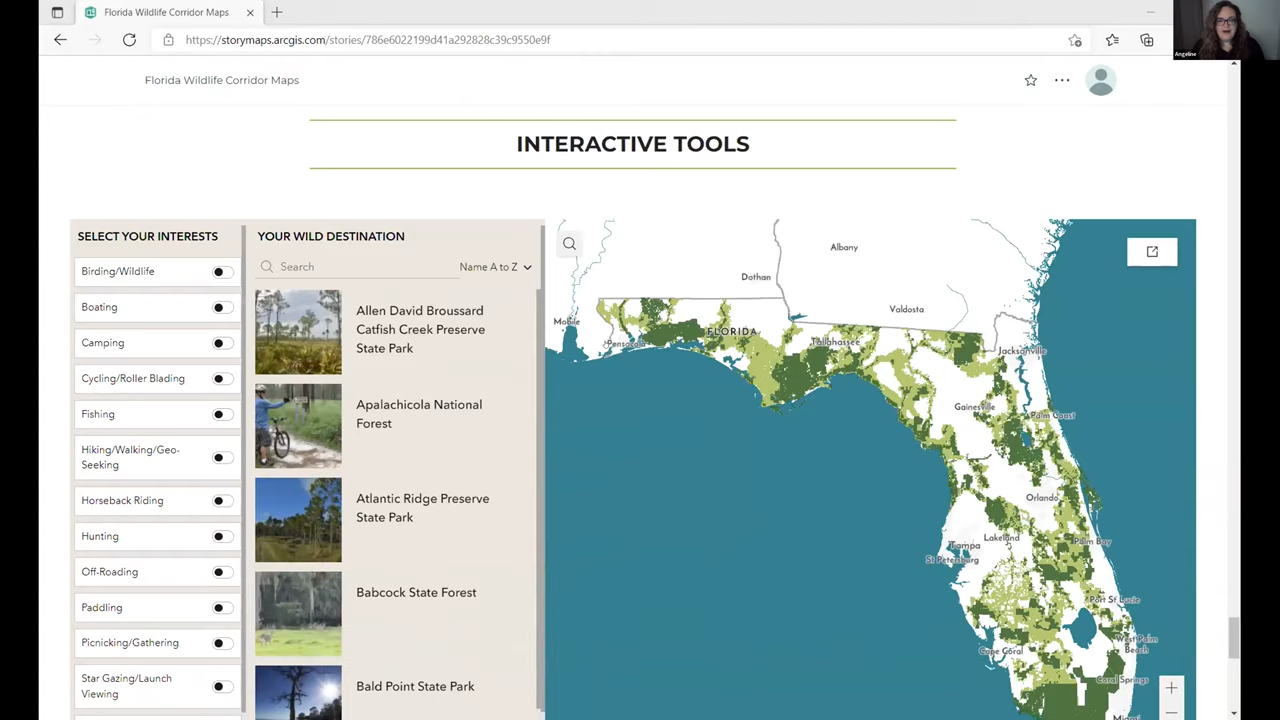 Florida Wildlife Corridor Maps
https://storymaps.arcgis.com/stories/786e6022199d41a292828c39c9550e9f
Angeline
Florida Wildlife Corridor Maps
INTERACTIVE TOOLS
SELECT YOUR INTERESTS
Birding/Wildlife
Boating
Camping
Cycling/Roller Blading
Fishing
Hiking/Walking/Geo-
Seeking
Horseback Riding
Hunting
Off-Roading
Paddling
Picnicking/Gathering
Star Gazing/Launch
Viewing
YOUR WILD DESTINATION
Search
Name A to Z
Allen David Broussard
Catfish Creek Preserve
State Park
Apalachicola National
Forest
Atlantic Ridge Preserve
State Park
Babcock State Forest
Bald Point State Park
Albany
Dothan
Valdosta
Mobile
FLORIDA
Pensacola
Tallahassee
Jacksonville
Gainesville
Palm Coast
Orlando
Lakeland
Tampa
Palm Bay
St Petersburg
Port St Lucie
West Palm
Beach
Cape Coral
Coral Springs
Miami